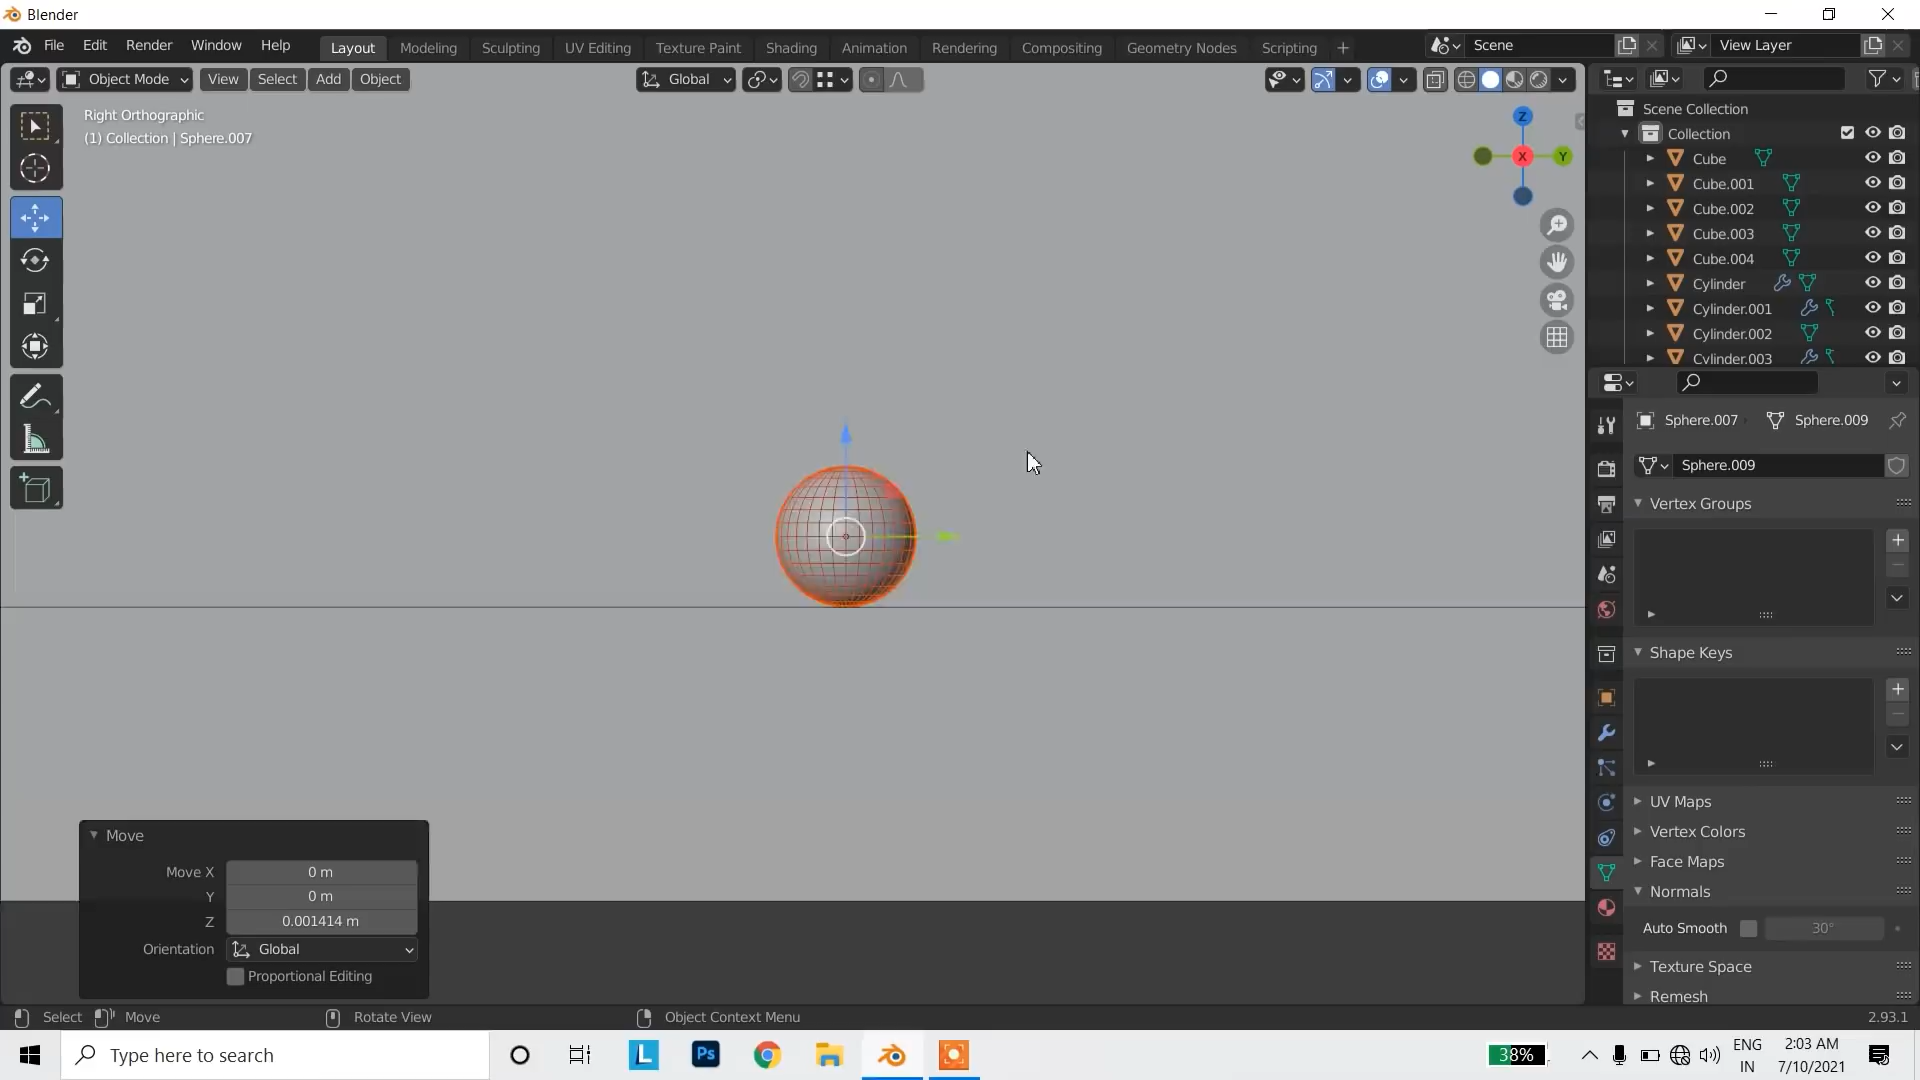 Blender
File Edit Render Window Help Layout Modeling Sculpting UV Editing Texture Paint Shading Animation Rendering Compositing Geometry Nodes Scripting + Scene View Layer
Object Mode View Select Add Object Global
Right Orthographic
(1) Collection | Sphere.007
Z
X
Y
Scene Collection
Collection
Cube
Cube.001
Cube.002
Cube.003
Cube.004
Cylinder
Cylinder.001
Cylinder.002
Cylinder.003
Sphere.007 Sphere.009
Sphere.009
Vertex Groups
Shape Keys
UV Maps
Vertex Colors
Face Maps
Normals
Auto Smooth 30°
Texture Space
Remesh
Move
Move X 0 m
Y 0 m
Z 0.001414 m
Orientation Global
Proportional Editing
Select Move Rotate View Object Context Menu 2.93.1
Type here to search
L
Ps
38%
ENG
IN
2:03 AM
7/10/2021